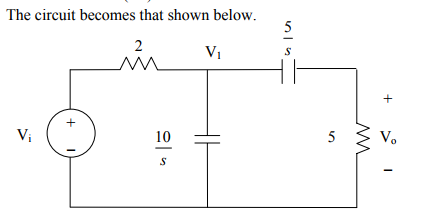 The circuit becomes that shown below.
5
s
2
V₁
+
Vᵢ
10
s
5
+
Vₒ